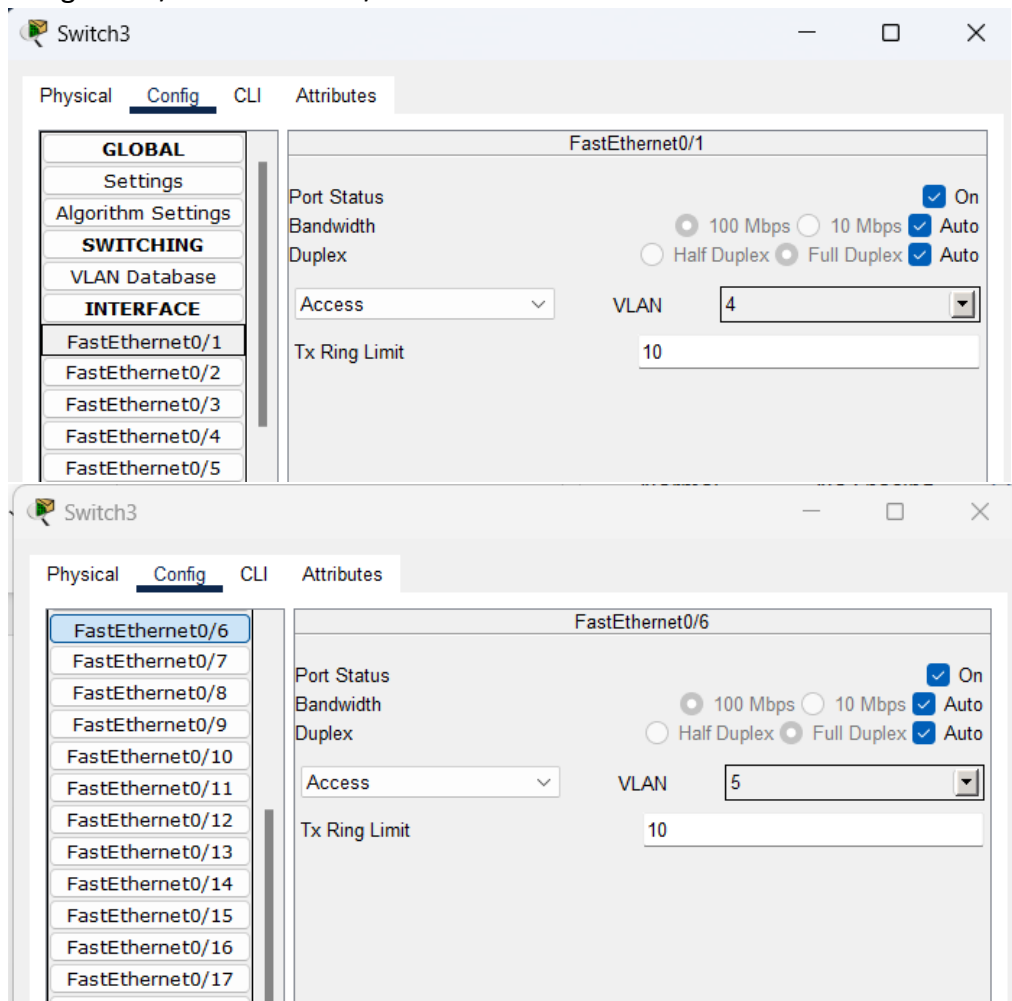 Switch3
Physical Config CLI Attributes
GLOBAL
Settings
Algorithm Settings
SWITCHING
VLAN Database
INTERFACE
FastEthernet0/1
FastEthernet0/2
FastEthernet0/3
FastEthernet0/4
FastEthernet0/5
FastEthernet0/1
Port Status On
Bandwidth 100 Mbps 10 Mbps Auto
Duplex Half Duplex Full Duplex Auto
Access VLAN 4
Tx Ring Limit 10
Switch3
Physical Config CLI Attributes
FastEthernet0/6
FastEthernet0/7
FastEthernet0/8
FastEthernet0/9
FastEthernet0/10
FastEthernet0/11
FastEthernet0/12
FastEthernet0/13
FastEthernet0/14
FastEthernet0/15
FastEthernet0/16
FastEthernet0/17
FastEthernet0/6
Port Status On
Bandwidth 100 Mbps 10 Mbps Auto
Duplex Half Duplex Full Duplex Auto
Access VLAN 5
Tx Ring Limit 10